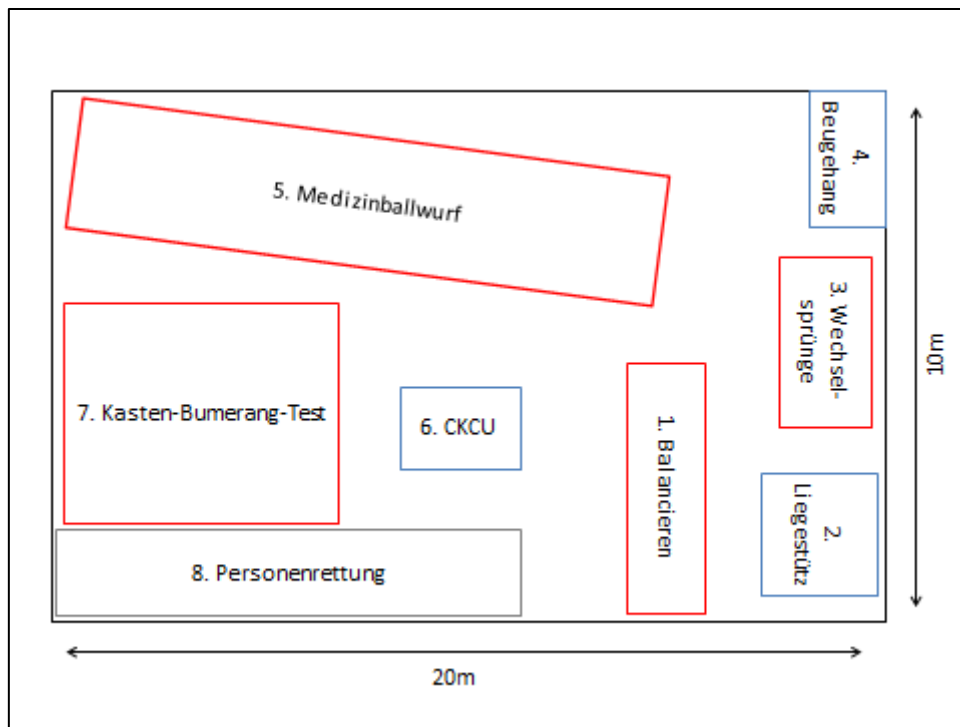 5. Medizinballwurf
4.
Beugehang
3. Wechsel-
sprünge
10m
7. Kasten-Bumerang-Test
6. CKCU
1. Balancieren
2.
Liegestütz
8. Personenrettung
20m